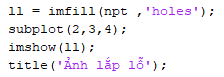 ll = imfill(npt ,'holes');
subplot(2,3,4);
imshow(ll);
title('Ảnh lấp lỗ');